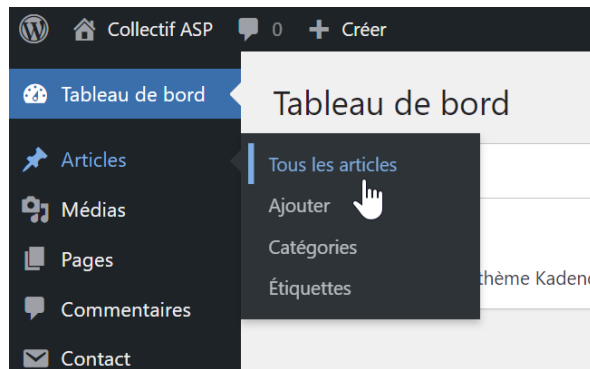 Collectif ASP 0 + Créer
Tableau de bord
Tableau de bord
Articles
Tous les articles
Ajouter
Médias
Catégories
Pages
thème Kadenc
Étiquettes
Commentaires
Contact